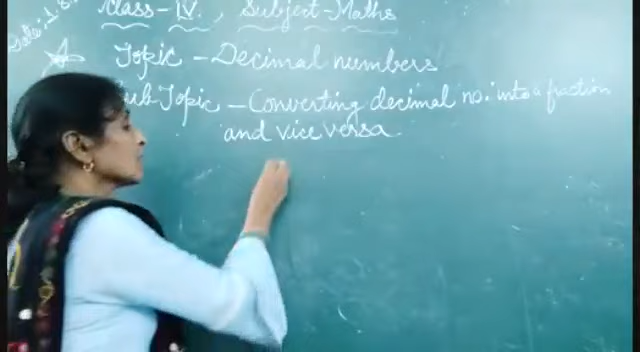 Class-IV. , Subject-Maths
Topic - Decimal numbers
Sub Topic - Converting decimal no. into a fraction
and vice versa